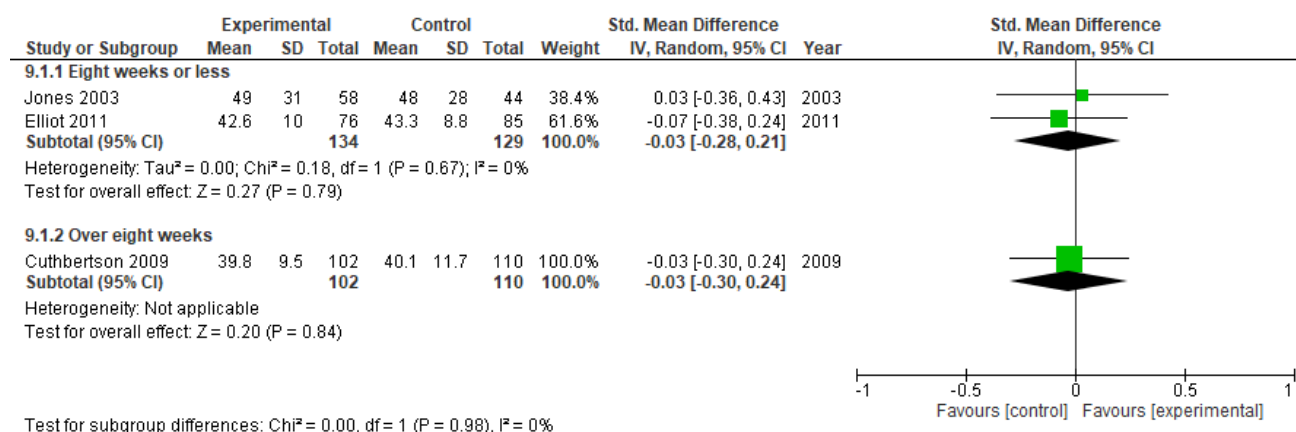 Experimental Control Std. Mean Difference Std. Mean Difference
Study or Subgroup Mean SD Total Mean SD Total Weight IV, Random, 95% CI Year IV, Random, 95% CI
9.1.1 Eight weeks or less
Jones 2003 49 31 58 48 28 44 38.4% 0.03 [-0.36, 0.43] 2003
Elliot 2011 42.6 10 76 43.3 8.8 85 61.6% -0.07 [-0.38, 0.24] 2011
Subtotal (95% CI) 134 129 100.0% -0.03 [-0.28, 0.21]
Heterogeneity: Tau² = 0.00; Chi² = 0.18, df = 1 (P = 0.67); I² = 0%
Test for overall effect: Z = 0.27 (P = 0.79)
9.1.2 Over eight weeks
Cuthbertson 2009 39.8 9.5 102 40.1 11.7 110 100.0% -0.03 [-0.30, 0.24] 2009
Subtotal (95% CI) 102 110 100.0% -0.03 [-0.30, 0.24]
Heterogeneity: Not applicable
Test for overall effect: Z = 0.20 (P = 0.84)
-1 -0.5 0 0.5 1
Favours [control] Favours [experimental]
Test for subgroup differences: Chi² = 0.00, df = 1 (P = 0.98), I² = 0%